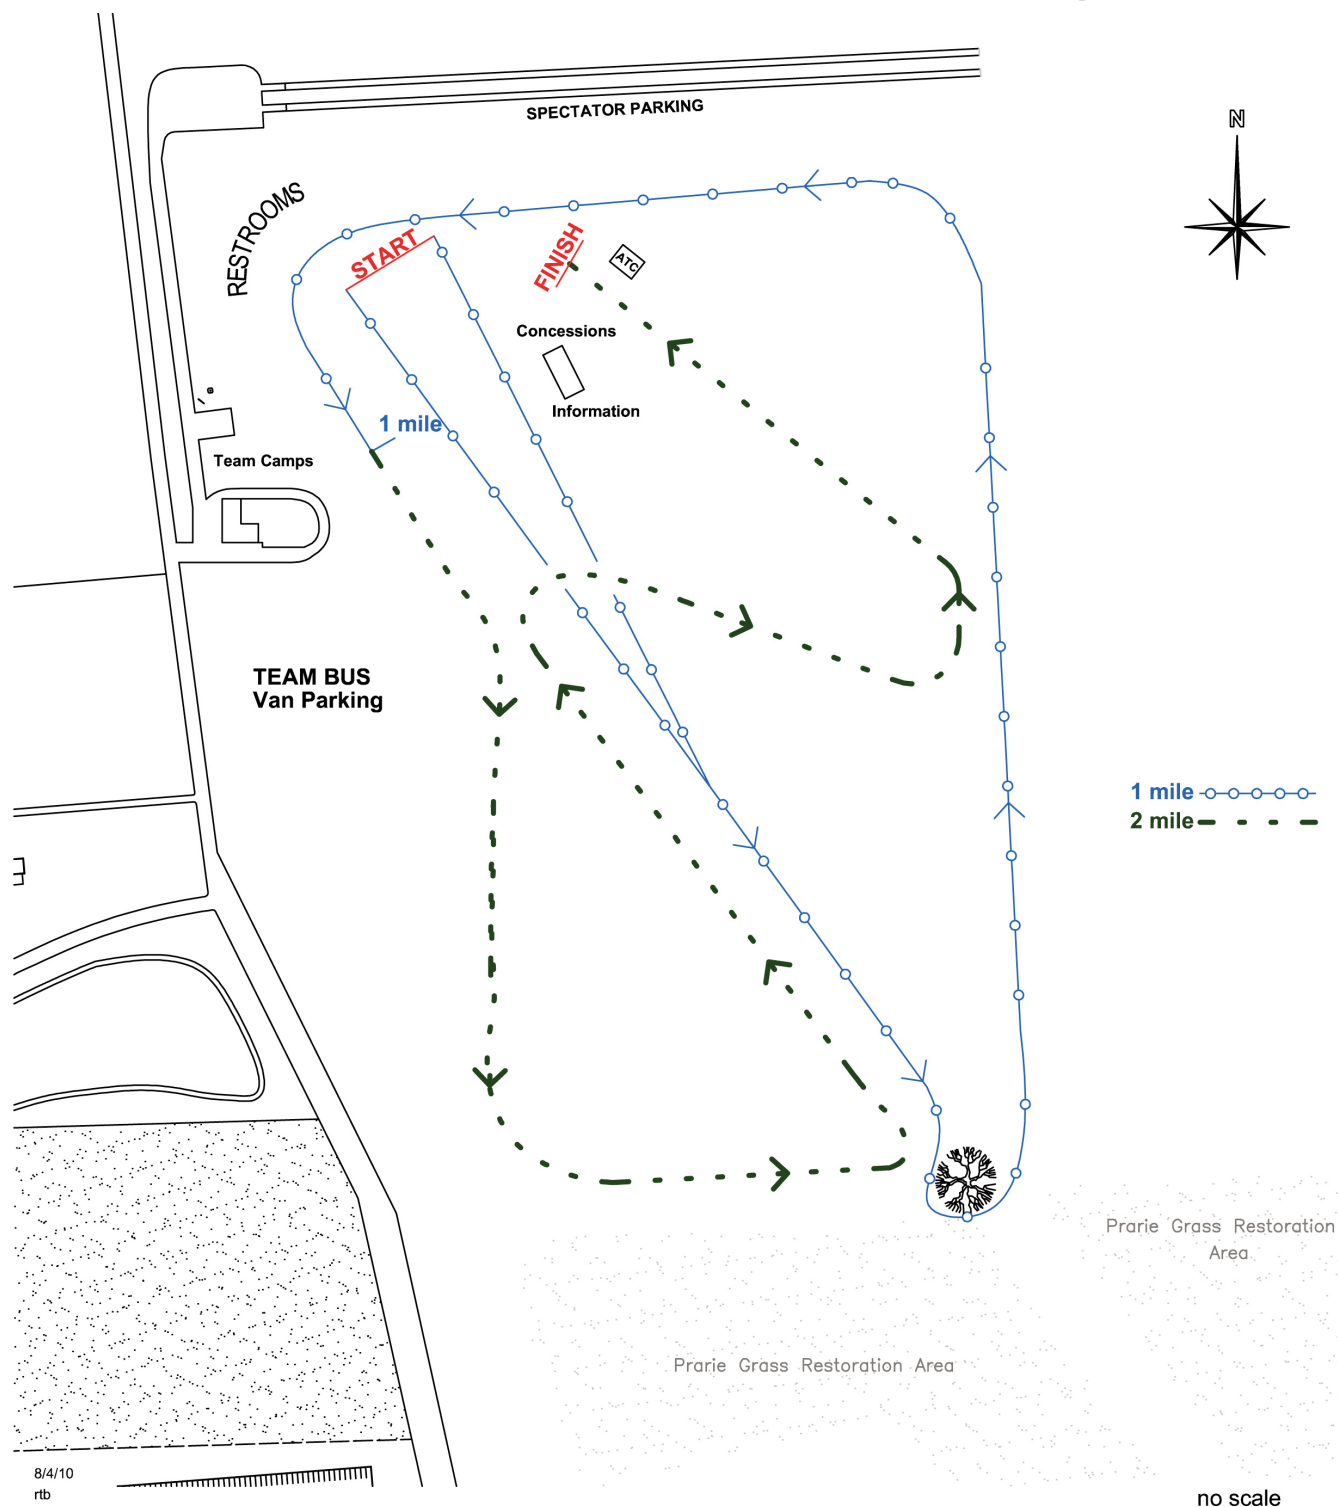 SPECTATOR PARKING
N
RESTROOMS
START
FINISH
ATC
Concessions
Information
1 mile
Team Camps
TEAM BUS
Van Parking
1 mile
2 mile
Prarie Grass Restoration
Area
Prarie Grass Restoration Area
8/4/10
rtb
no scale